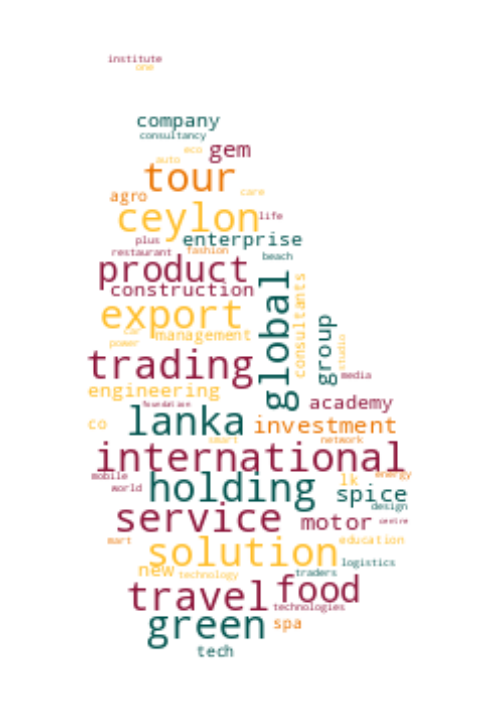 institute
one
company
consultancy
eco gem
auto
tour
agro care
ceylon life
plus enterprise
restaurant fashion
beach
product
construction
global
consultants
export
car management
power
group
studio
trading
media
engineering
foundation academy
co lanka investment
smart network
international
mobile lk energy
world holding spice
design
service motor centre
mart solution education
new technology logistics
traders
travel food
technologies
green spa
tech